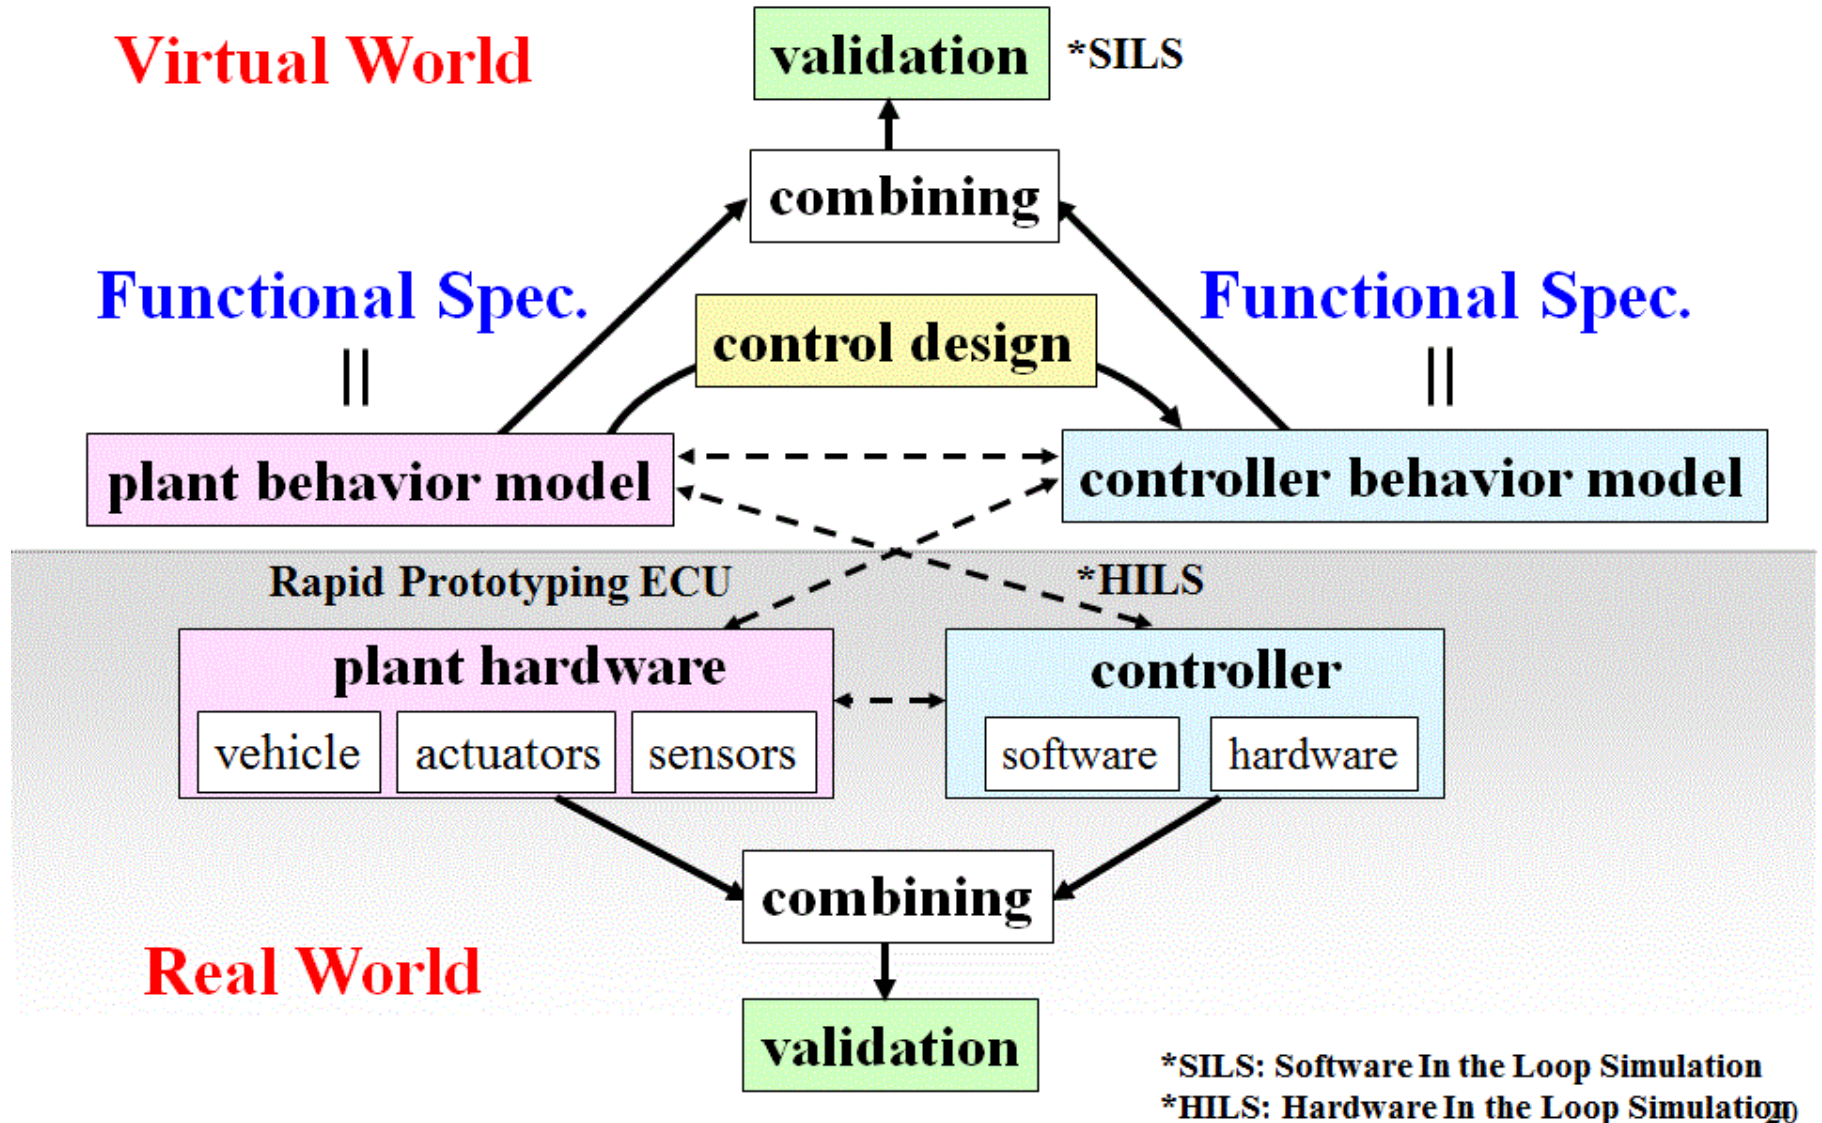 Virtual World
validation
*SILS
combining
Functional Spec.
Functional Spec.
control design
||
||
plant behavior model
controller behavior model
Rapid Prototyping ECU
*HILS
plant hardware
controller
vehicle
actuators
sensors
software
hardware
combining
Real World
validation
*SILS: Software In the Loop Simulation
*HILS: Hardware In the Loop Simulation
20